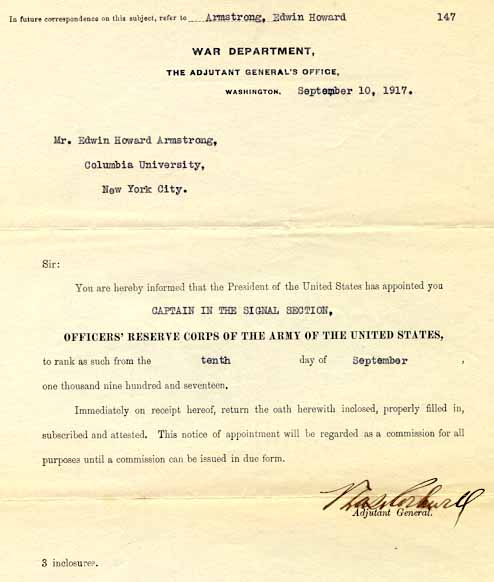 In future correspondence on this subject, refer to Armstrong, Edwin Howard 147
WAR DEPARTMENT,
THE ADJUTANT GENERAL'S OFFICE,
WASHINGTON. September 10, 1917.
Mr. Edwin Howard Armstrong,
Columbia University,
New York City.
Sir:
You are hereby informed that the President of the United States has appointed you
CAPTAIN IN THE SIGNAL SECTION,
OFFICERS' RESERVE CORPS OF THE ARMY OF THE UNITED STATES,
to rank as such from the tenth day of September ,
one thousand nine hundred and seventeen.
Immediately on receipt hereof, return the oath herewith inclosed, properly filled in,
subscribed and attested. This notice of appointment will be regarded as a commission for all
purposes until a commission can be issued in due form.
Adjutant General.
3 inclosures.